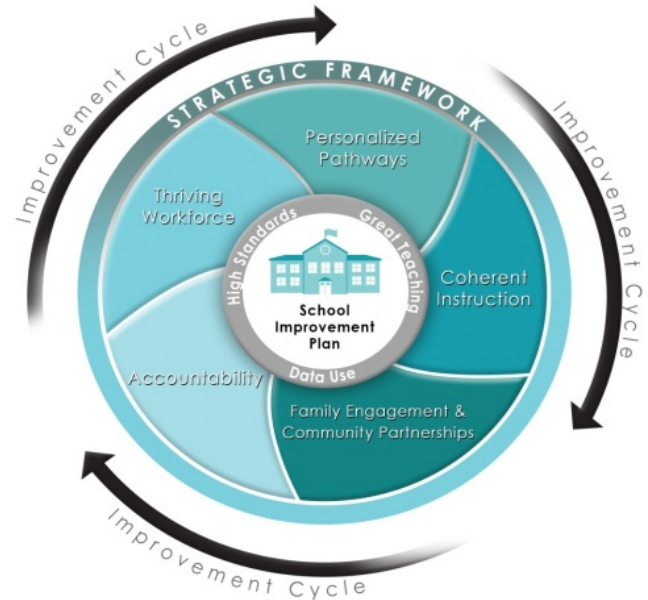 Improvement Cycle
STRATEGIC FRAMEWORK
Improvement Cycle
Personalized
Pathways
Thriving
Workforce
High Standards
Great Teaching
Coherent
Instruction
School
Improvement
Plan
Data Use
Accountability
Family Engagement &
Community Partnerships
Improvement Cycle